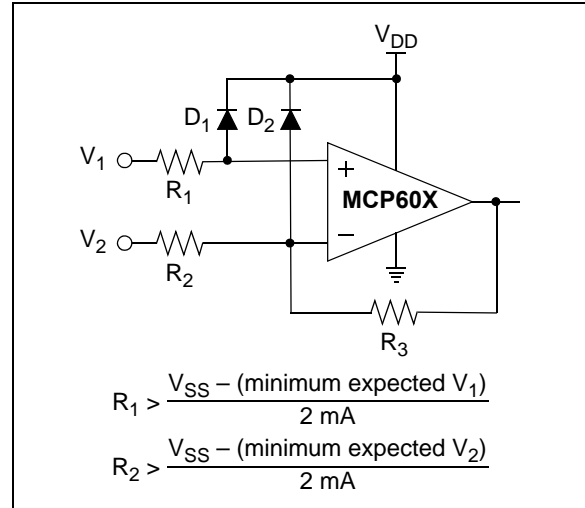 V_DD
D_1 D_2
V_1
R_1
+
MCP60X
V_2
–
R_2
R_3
R_1 > V_SS – (minimum expected V_1) / 2 mA
R_2 > V_SS – (minimum expected V_2) / 2 mA